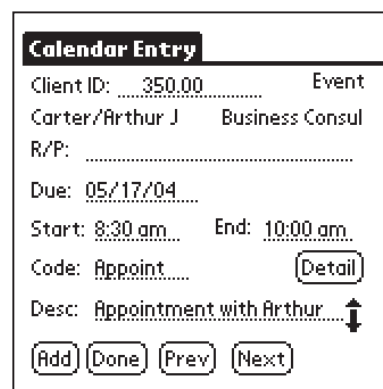 Calendar Entry
Client ID: 350.00 Event
Carter/Arthur J Business Consul
R/P:
Due: 05/17/04
Start: 8:30 am End: 10:00 am
Code: Appoint Detail
Desc: Appointment with Arthur
Add Done Prev Next